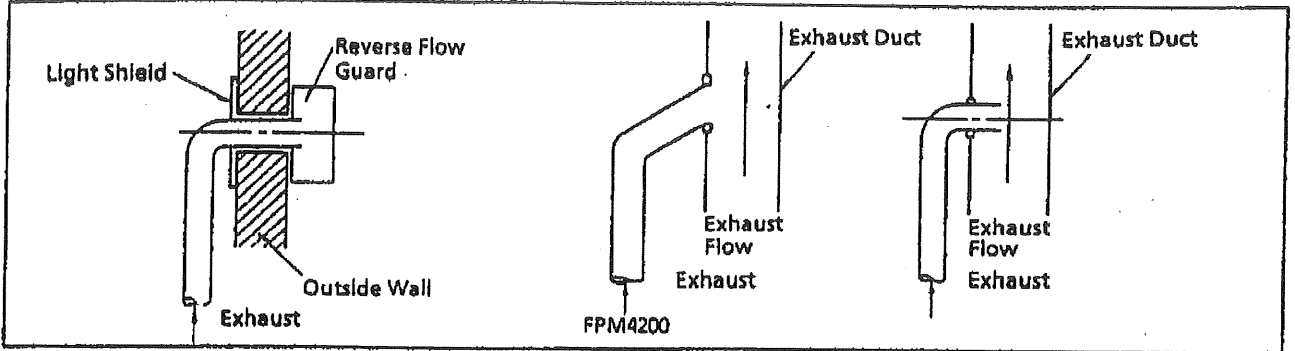 Light Shield
Reverse Flow
Guard
Outside Wall
Exhaust
Exhaust Duct
Exhaust
Flow
Exhaust
FPM4200
Exhaust Duct
Exhaust
Flow
Exhaust